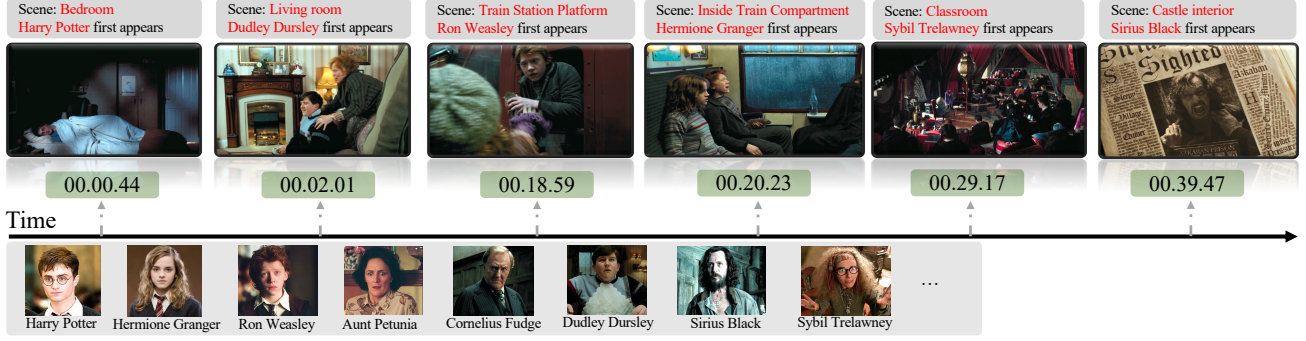 Scene: Bedroom
Harry Potter first appears
Scene: Living room
Dudley Dursley first appears
Scene: Train Station Platform
Ron Weasley first appears
Scene: Inside Train Compartment
Hermione Granger first appears
Scene: Classroom
Sybil Trelawney first appears
Scene: Castle interior
Sirius Black first appears
Sighted
Azkaban
00.00.44
00.02.01
00.18.59
00.20.23
00.29.17
00.39.47
Time
Harry Potter
Hermione Granger
Ron Weasley
Aunt Petunia
Cornelius Fudge
Dudley Dursley
Sirius Black
Sybil Trelawney
...